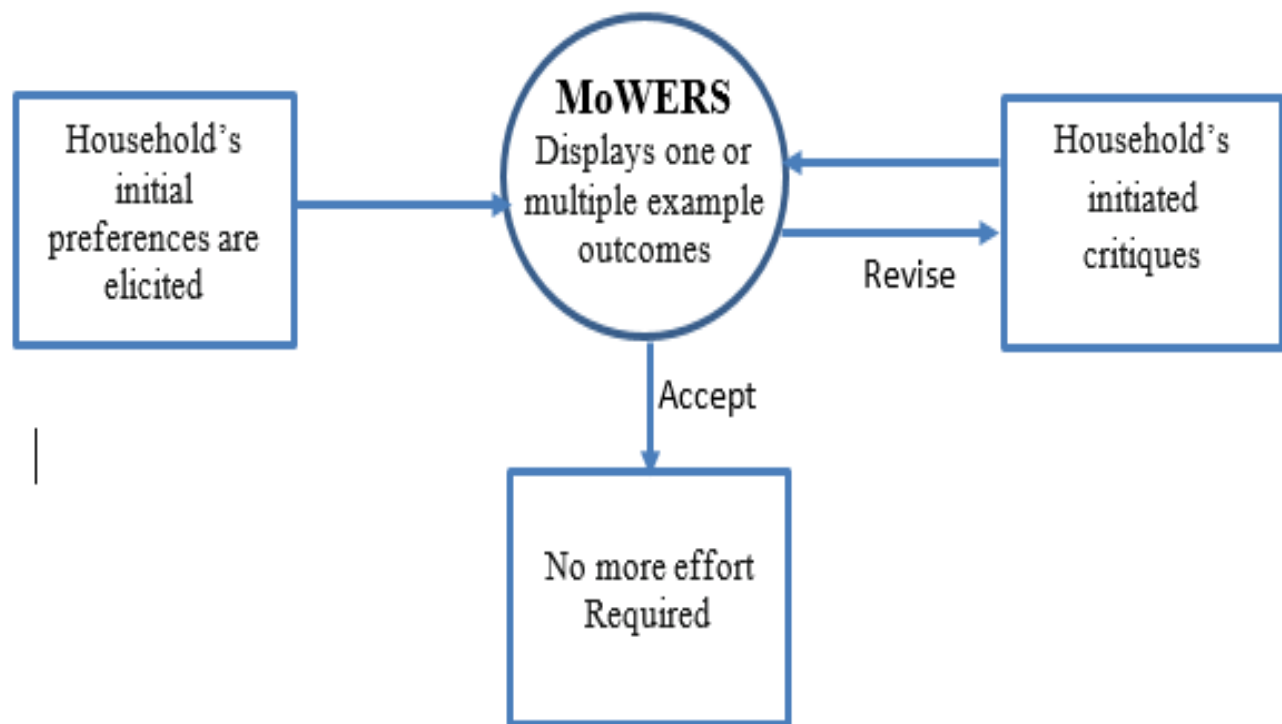 Household’s
initial
preferences are
elicited
MoWERS
Displays one or
multiple example
outcomes
Household’s
initiated
critiques
Revise
Accept
No more effort
Required